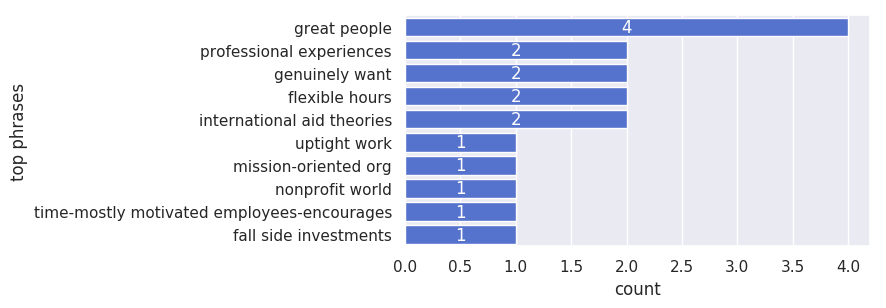 great people 4
professional experiences 2
genuinely want 2
flexible hours 2
international aid theories 2
uptight work 1
mission-oriented org 1
nonprofit world 1
time-mostly motivated employees-encourages 1
fall side investments 1
top phrases
0.0 0.5 1.0 1.5 2.0 2.5 3.0 3.5 4.0
count